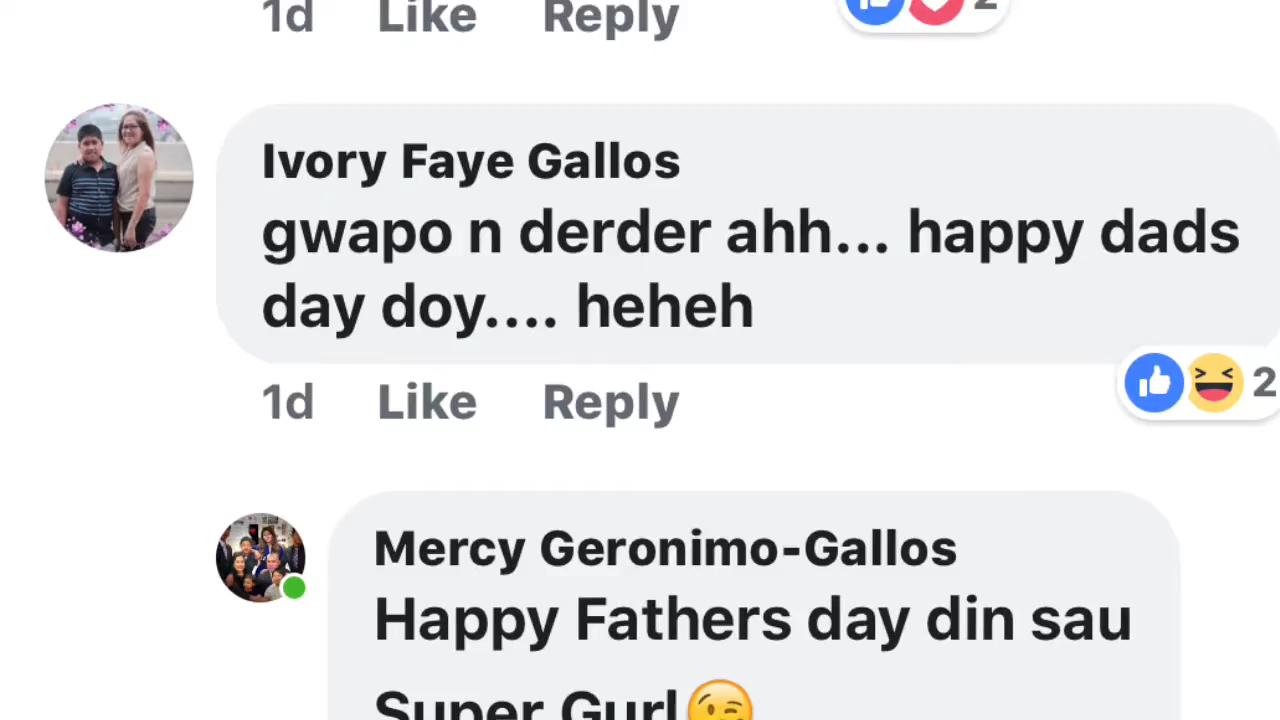 1d Like Reply 2
Ivory Faye Gallos
gwapo n derder ahh... happy dads
day doy.... heheh
1d Like Reply 2
Mercy Geronimo-Gallos
Happy Fathers day din sau
Super Gurl😉